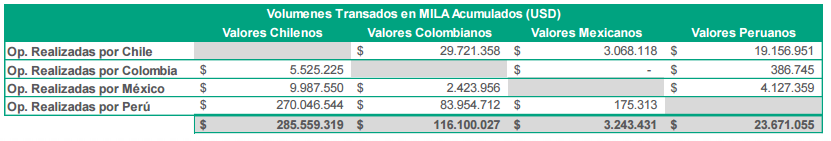 Volumenes Transados en MILA Acumulados (USD)
Valores Chilenos Valores Colombianos Valores Mexicanos Valores Peruanos
Op. Realizadas por Chile $ 29.721.358 $ 3.068.118 $ 19.156.951
Op. Realizadas por Colombia $ 5.525.225 $ - $ 386.745
Op. Realizadas por México $ 9.987.550 $ 2.423.956 $ 4.127.359
Op. Realizadas por Perú $ 270.046.544 $ 83.954.712 $ 175.313
$ 285.559.319 $ 116.100.027 $ 3.243.431 $ 23.671.055